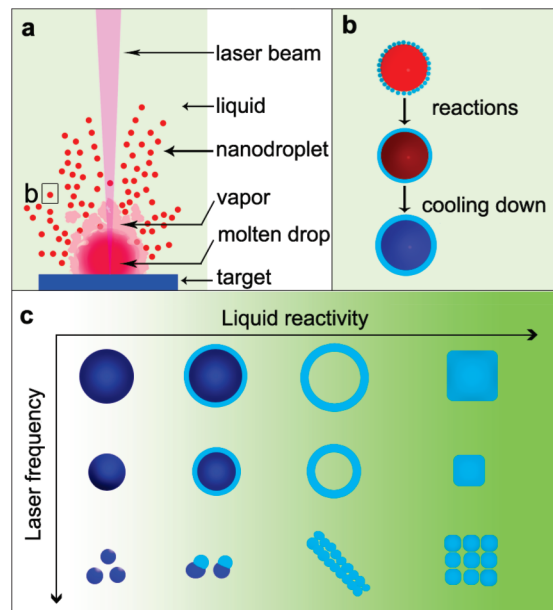 a
laser beam
liquid
nanodroplet
b
vapor
molten drop
target
b
reactions
cooling down
c
Liquid reactivity
Laser frequency